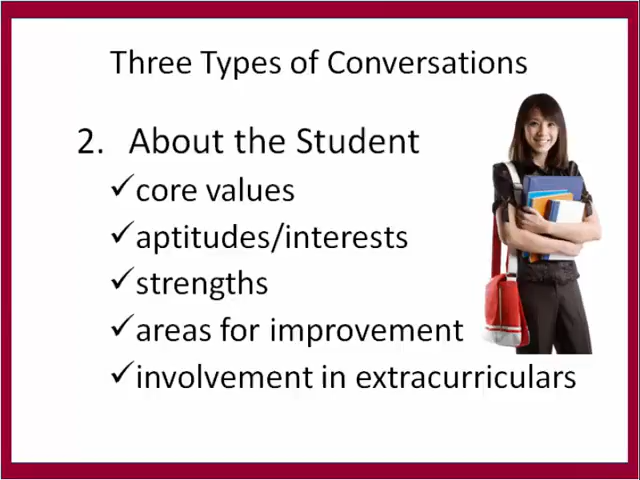 Three Types of Conversations
2. About the Student
✓core values
✓aptitudes/interests
✓strengths
✓areas for improvement
✓involvement in extracurriculars